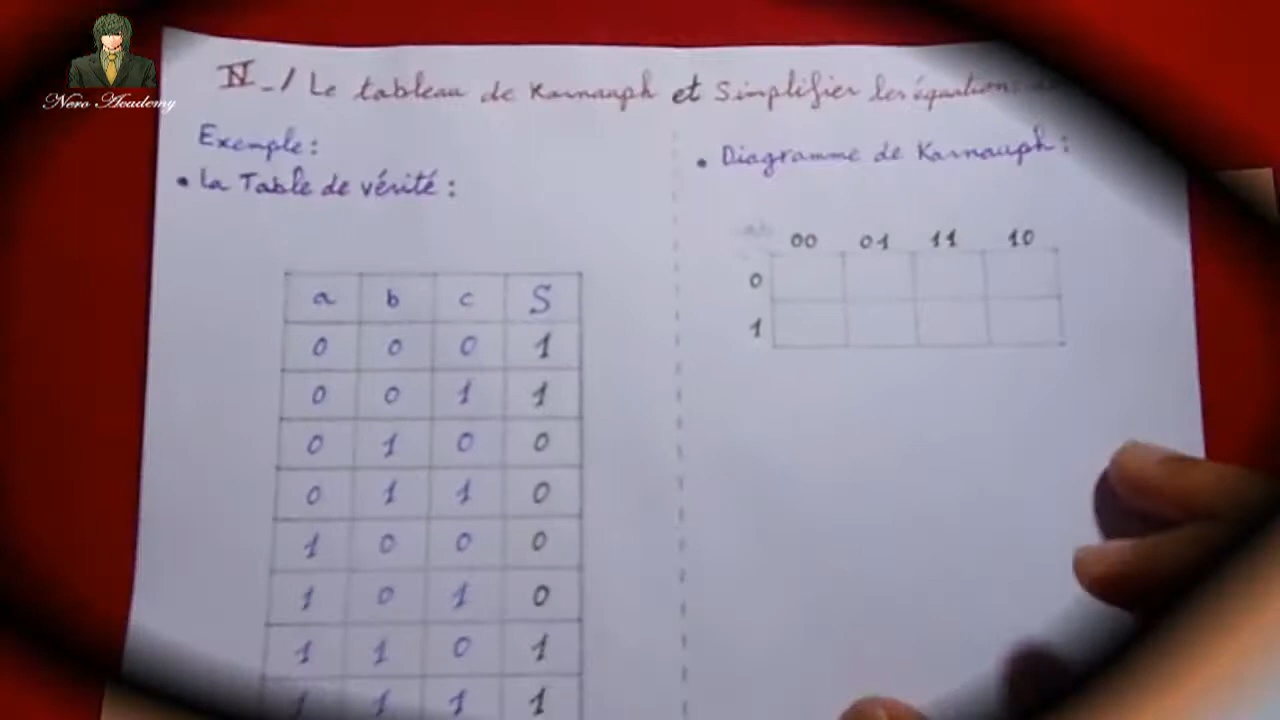 Nero Academy
IV_/ Le tableau de Karnauph et Simplifier les équations
Exemple:
• La Table de vérité :
a b c S
0 0 0 1
0 0 1 1
0 1 0 0
0 1 1 0
1 0 0 0
1 0 1 0
1 1 0 1
1 1 1 1
• Diagramme de Karnauph :
00 01 11 10
0
1